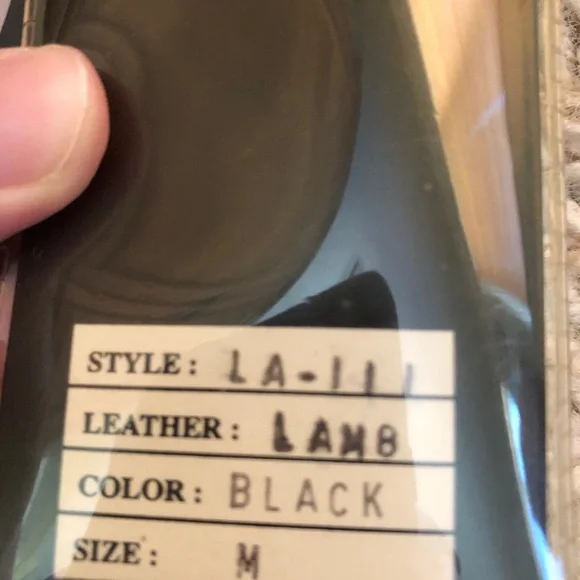 STYLE: LA-111
LEATHER: LAMB
COLOR: BLACK
SIZE: M